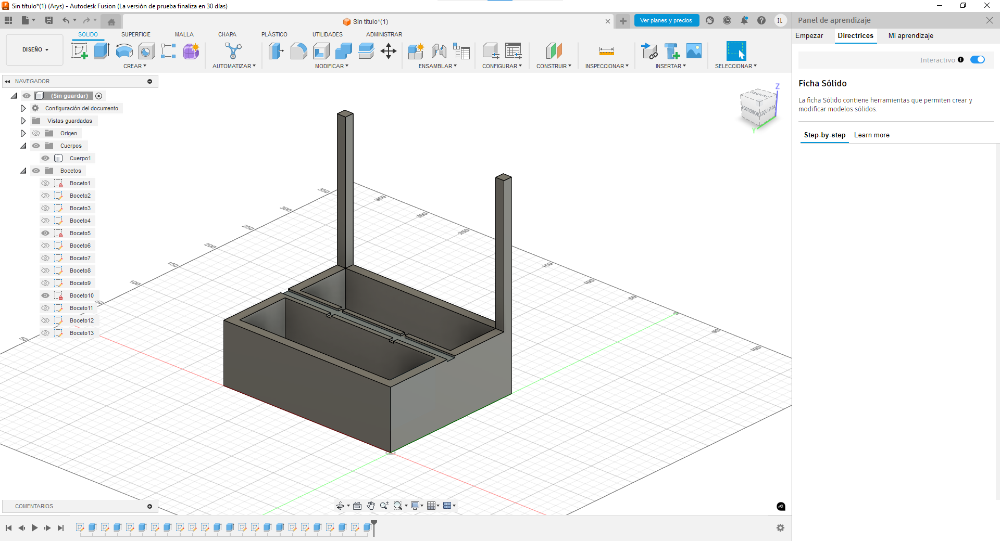 Sin título*(1) (Arys) - Autodesk Fusion (La versión de prueba finaliza en 30 días)
Sin título*(1)
Ver planes y precios
IL
Panel de aprendizaje
DISEÑO
SOLIDO
SUPERFICIE
MALLA
CHAPA
PLÁSTICO
UTILIDADES
ADMINISTRAR
CREAR
AUTOMATIZAR
MODIFICAR
ENSAMBLAR
CONFIGURAR
CONSTRUIR
INSPECCIONAR
INSERTAR
SELECCIONAR
Empezar
Directrices
Mi aprendizaje
Interactivo
Ficha Sólido
La ficha Sólido contiene herramientas que permiten crear y
modificar modelos sólidos.
Step-by-step
Learn more
NAVEGADOR
(Sin guardar)
Configuración del documento
Vistas guardadas
Origen
Cuerpos
Cuerpo1
Bocetos
Boceto1
Boceto2
Boceto3
Boceto4
Boceto5
Boceto6
Boceto7
Boceto8
Boceto9
Boceto10
Boceto11
Boceto12
Boceto13
Z
POSTERIOR
IZQUIERDA
Y
350
300
250
200
150
100
50
50
350
300
250
150
100
50
0
50
100
COMENTARIOS